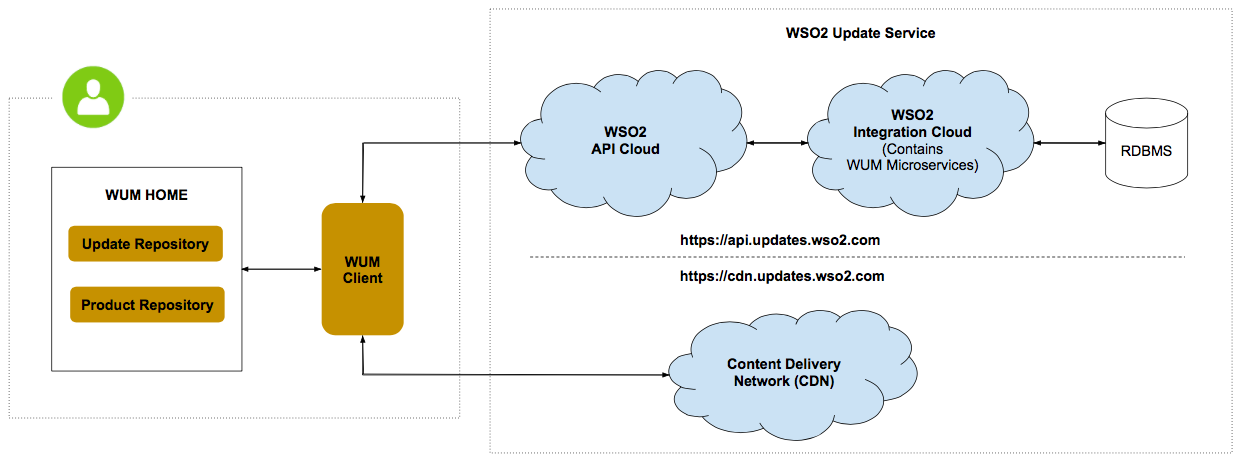 WSO2 Update Service
WSO2
API Cloud
WSO2
Integration Cloud
(Contains
WUM Microservices)
RDBMS
WUM HOME
Update Repository
Product Repository
WUM
Client
https://api.updates.wso2.com
https://cdn.updates.wso2.com
Content Delivery
Network (CDN)